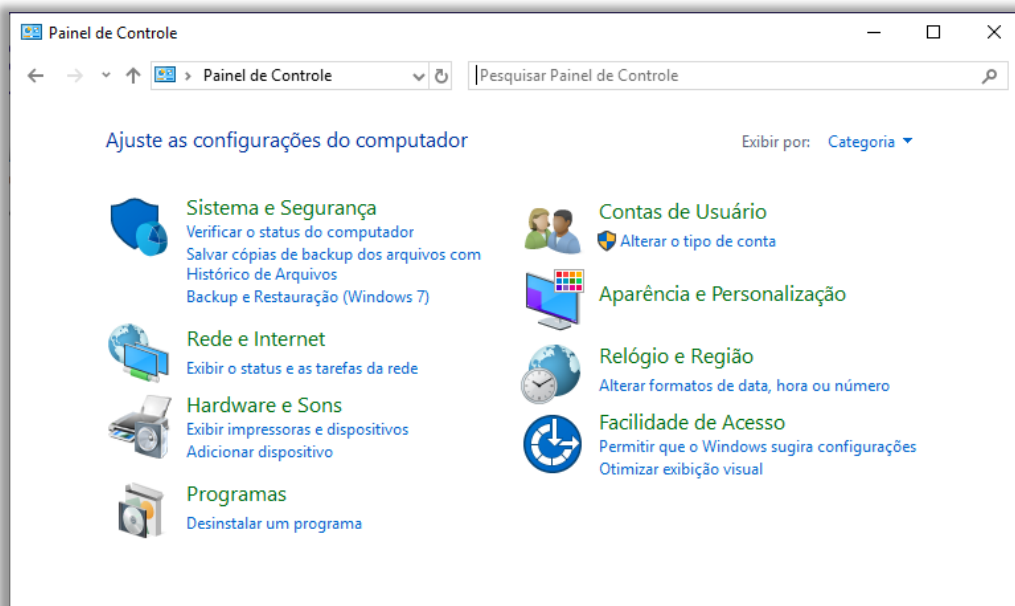 Painel de Controle
Painel de Controle
Pesquisar Painel de Controle
Ajuste as configurações do computador
Exibir por: Categoria
Sistema e Segurança
Verificar o status do computador
Salvar cópias de backup dos arquivos com
Histórico de Arquivos
Backup e Restauração (Windows 7)
Rede e Internet
Exibir o status e as tarefas da rede
Hardware e Sons
Exibir impressoras e dispositivos
Adicionar dispositivo
Programas
Desinstalar um programa
Contas de Usuário
Alterar o tipo de conta
Aparência e Personalização
Relógio e Região
Alterar formatos de data, hora ou número
Facilidade de Acesso
Permitir que o Windows sugira configurações
Otimizar exibição visual